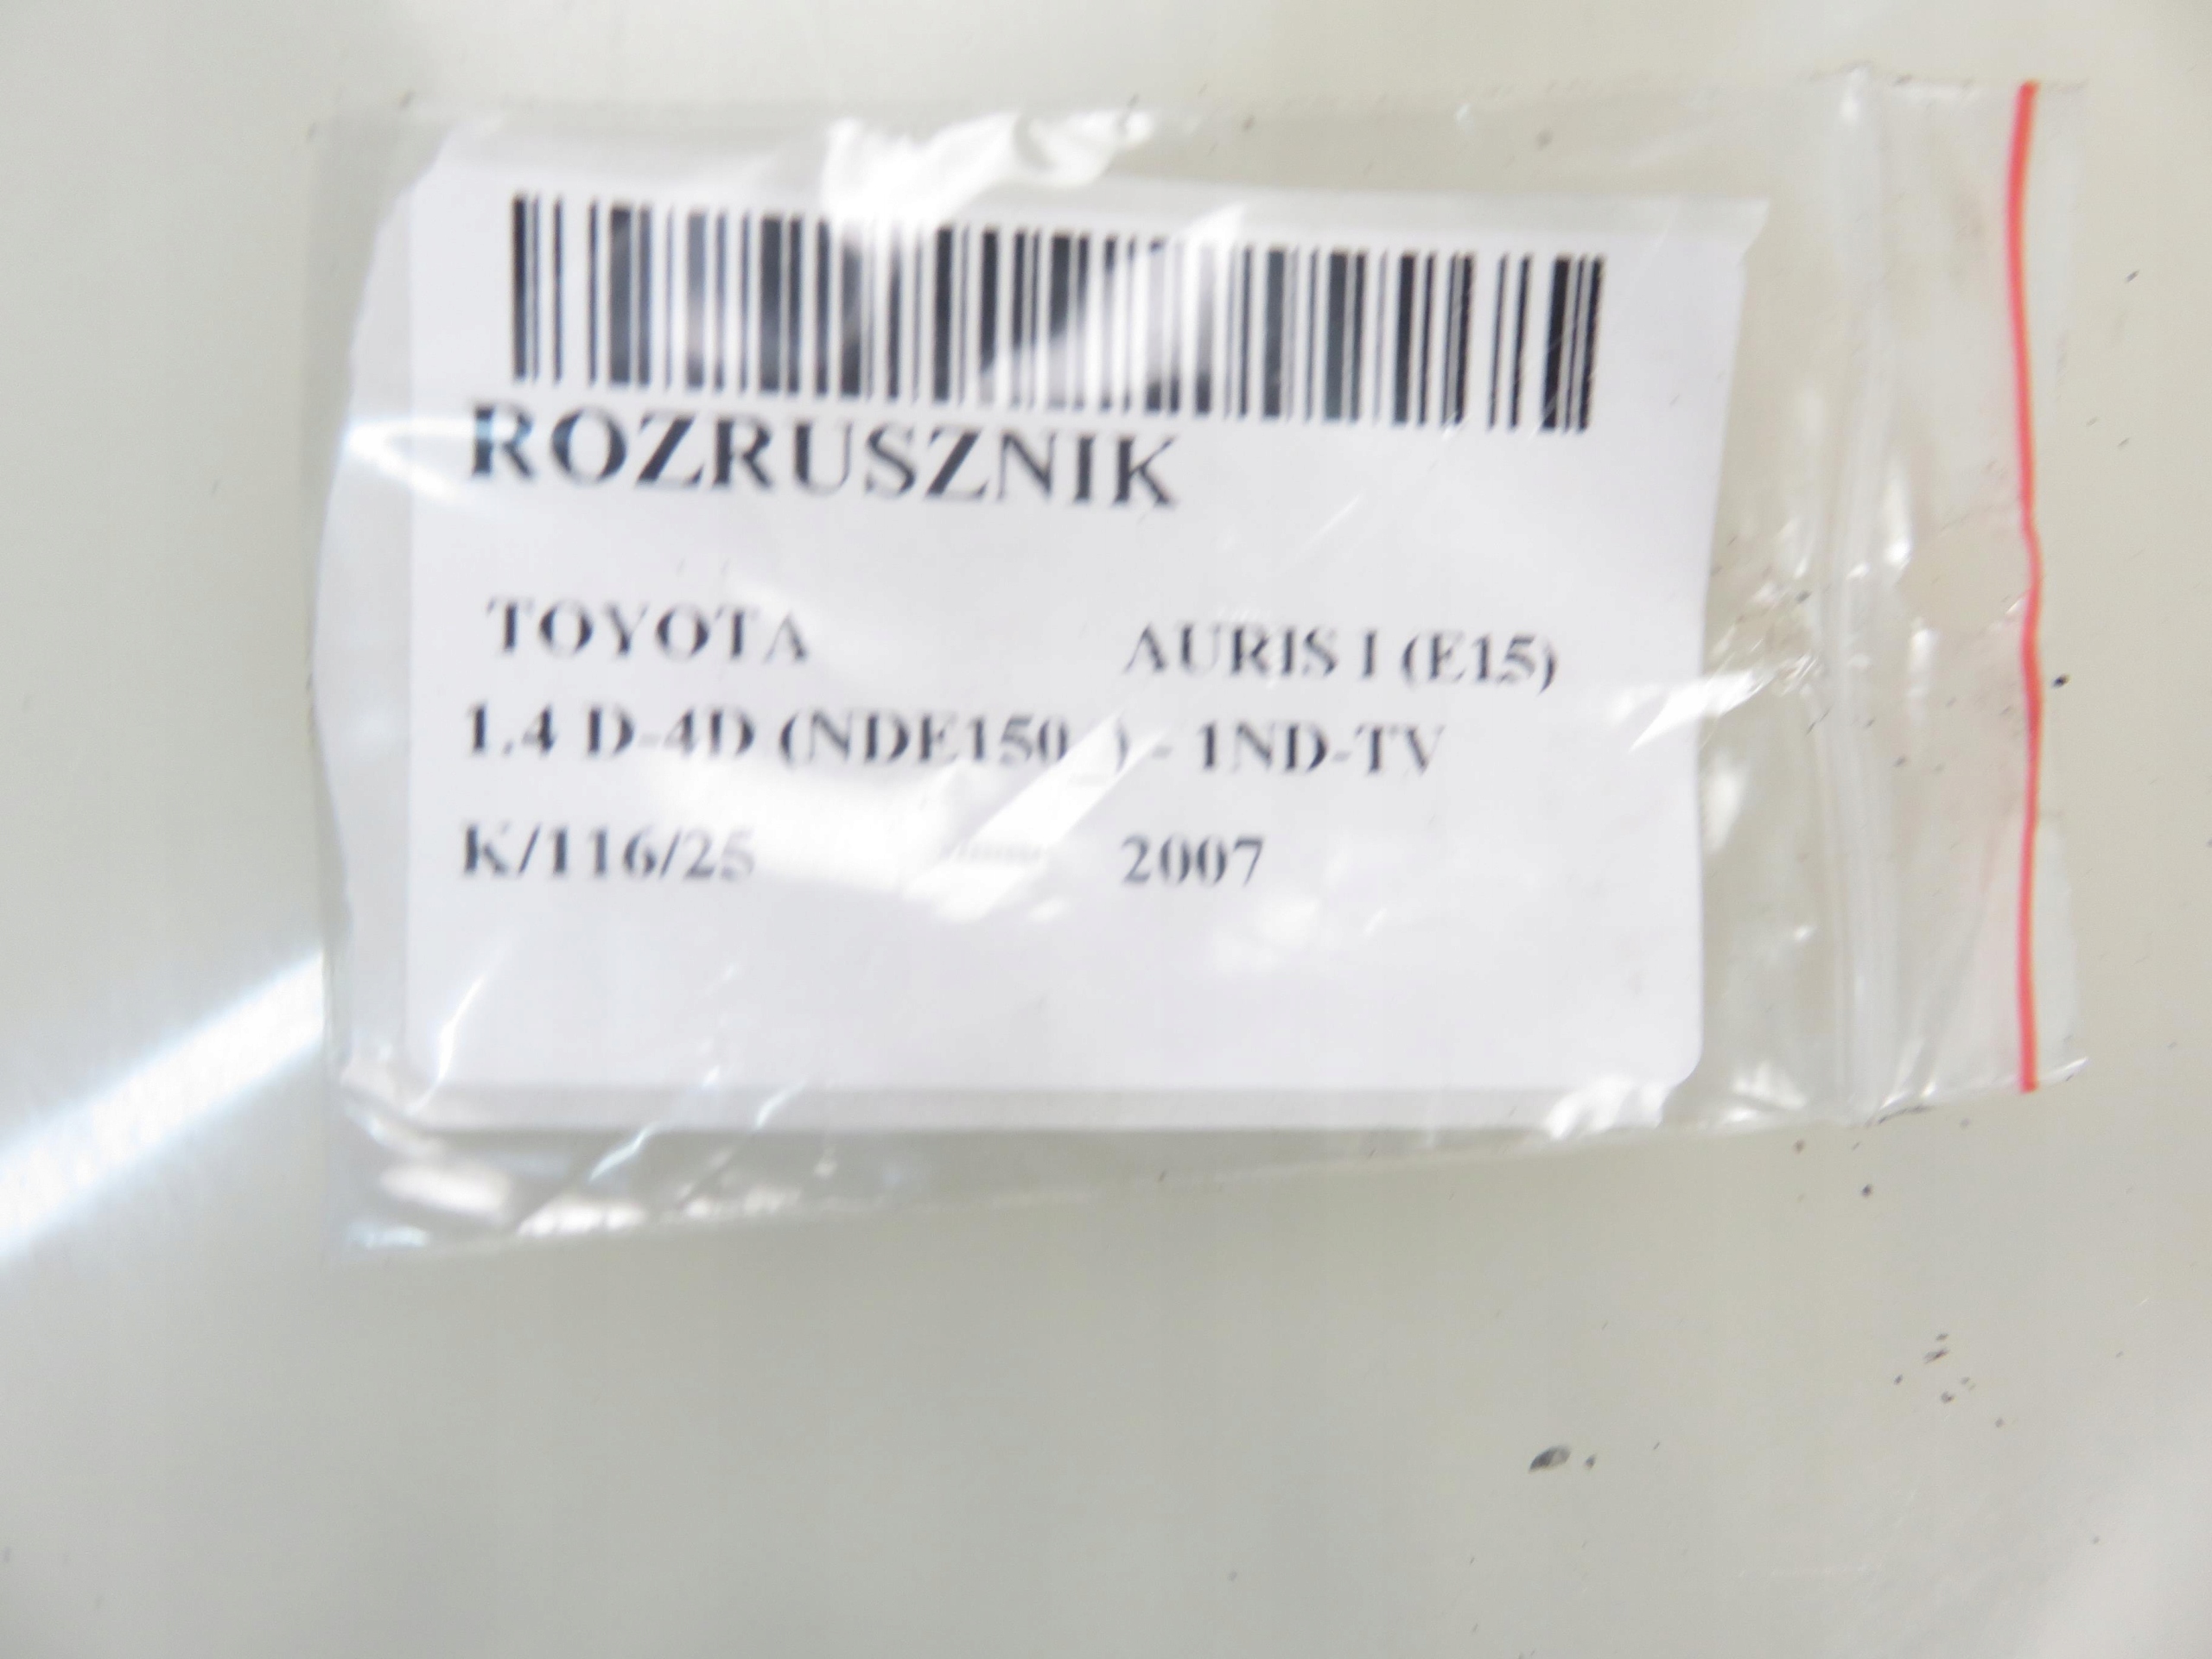 ROZRUSZNIK
TOYOTA AURIS I (E15)
1.4 D-4D (NDE150_) - 1ND-TV
K/116/25 2007